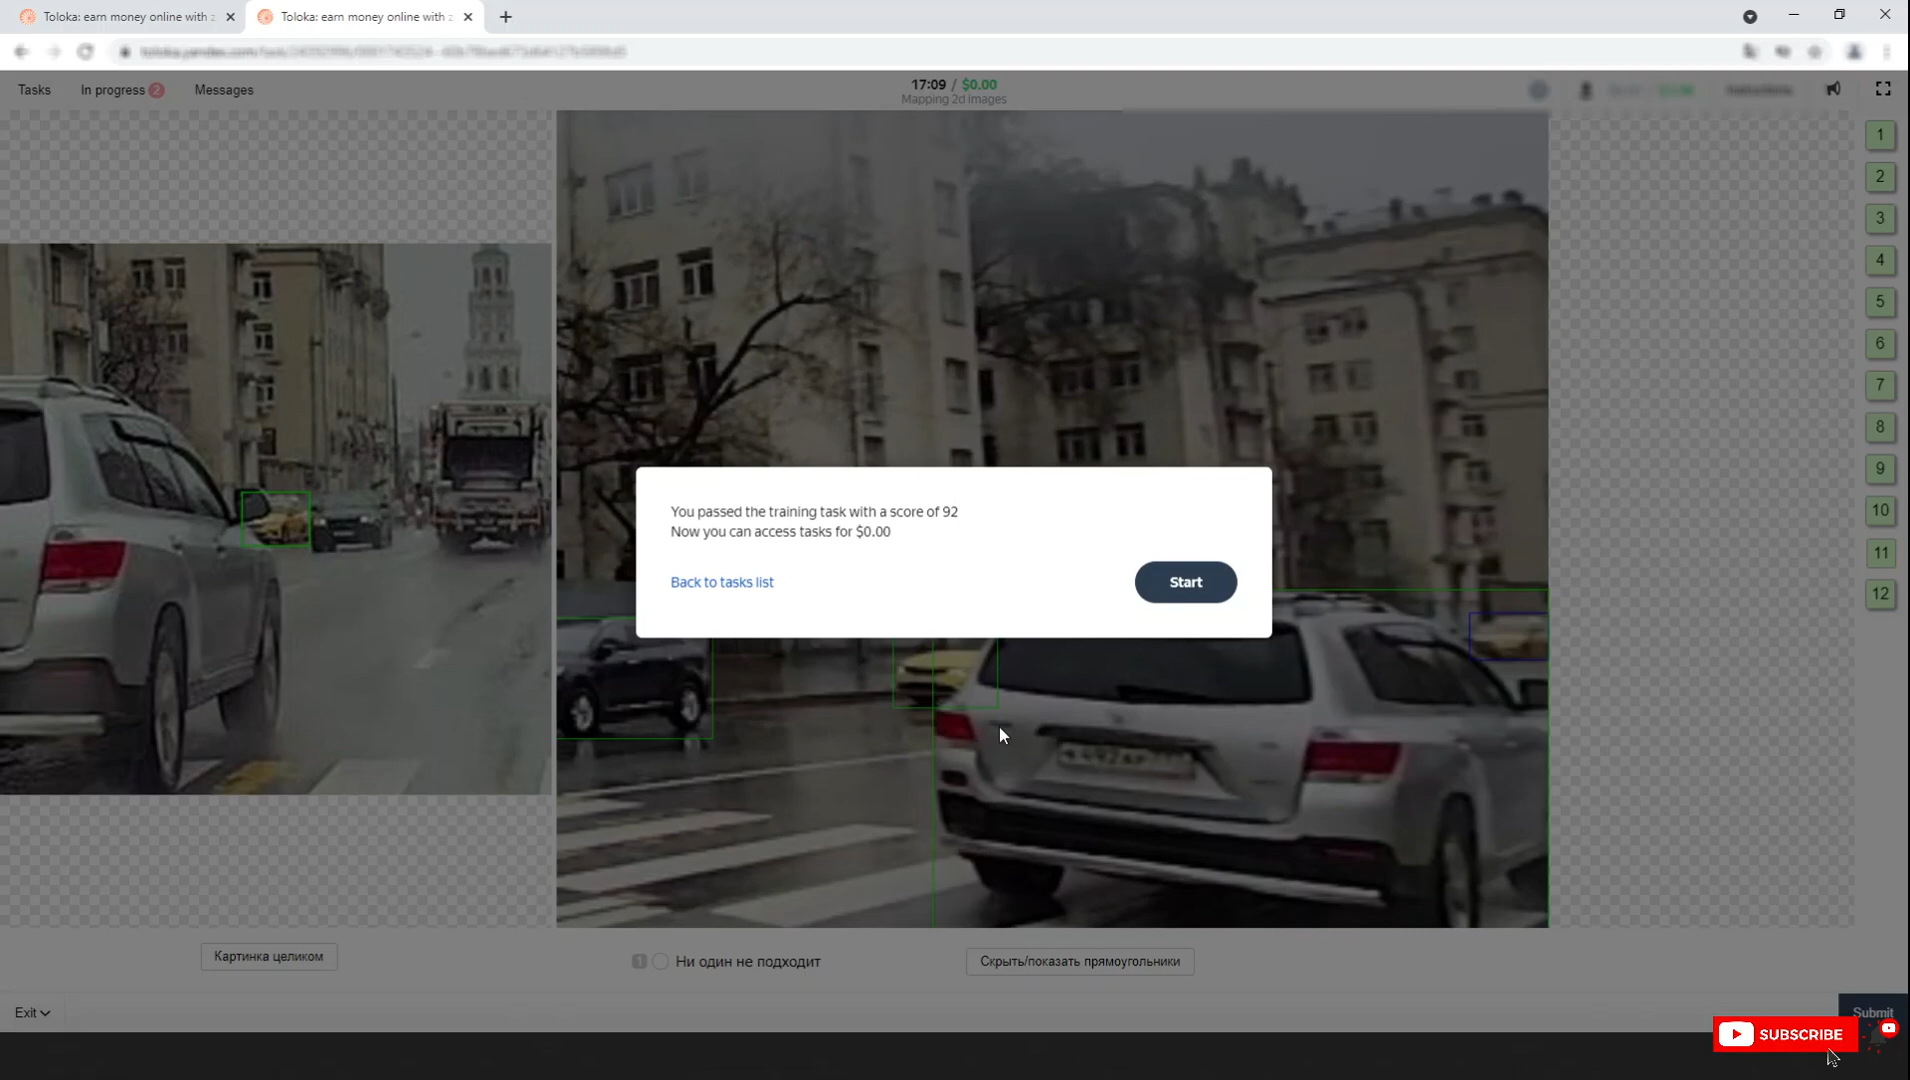 Toloka: earn money online with
Toloka: earn money online with
Tasks
In progress 2
Messages
17:09 / $0.00
Mapping 2d images
1
2
3
4
5
6
7
8
9
10
11
12
You passed the training task with a score of 92
Now you can access tasks for $0.00
Back to tasks list
Start
Картинка целиком
1 Ни один не подходит
Скрыть/показать прямоугольники
Exit
Submit
SUBSCRIBE